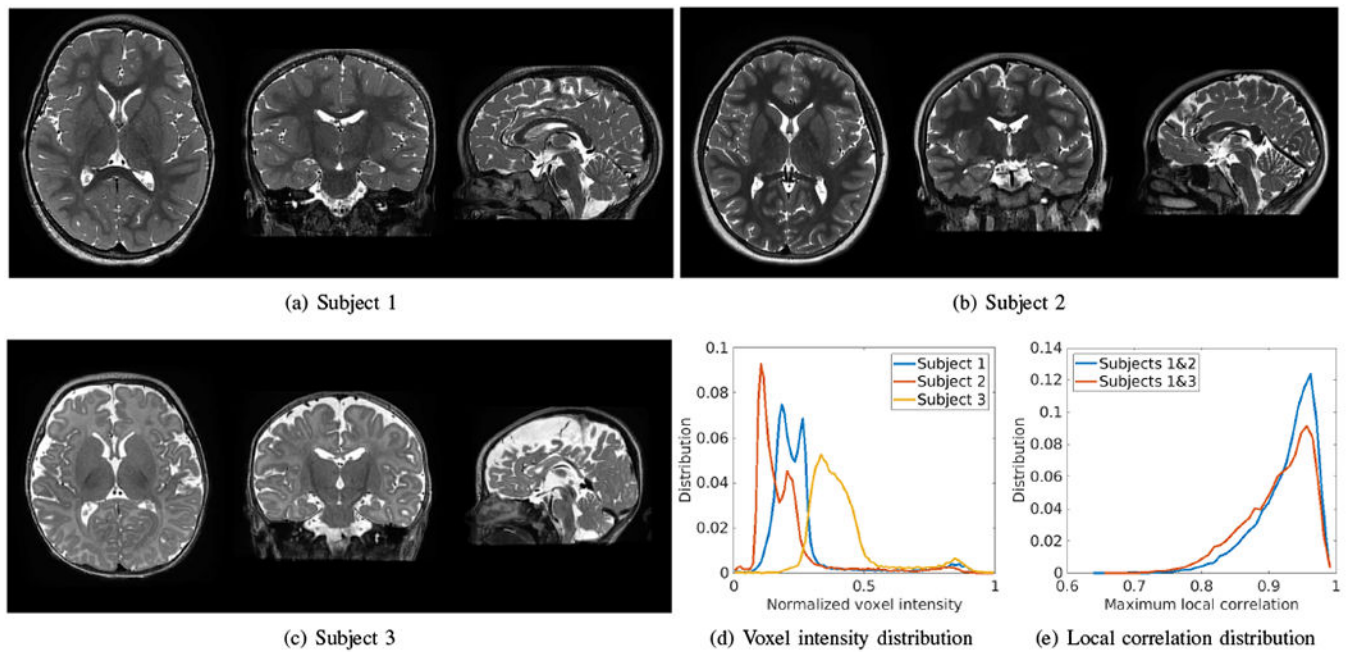 (a) Subject 1
(b) Subject 2
0.1
0.08
0.06
0.04
0.02
0
Distribution
Subject 1
Subject 2
Subject 3
0
0.5
1
Normalized voxel intensity
0.14
0.12
0.1
0.08
0.06
0.04
0.02
0
Distribution
Subjects 1&2
Subjects 1&3
0.6
0.7
0.8
0.9
1
Maximum local correlation
(c) Subject 3
(d) Voxel intensity distribution
(e) Local correlation distribution